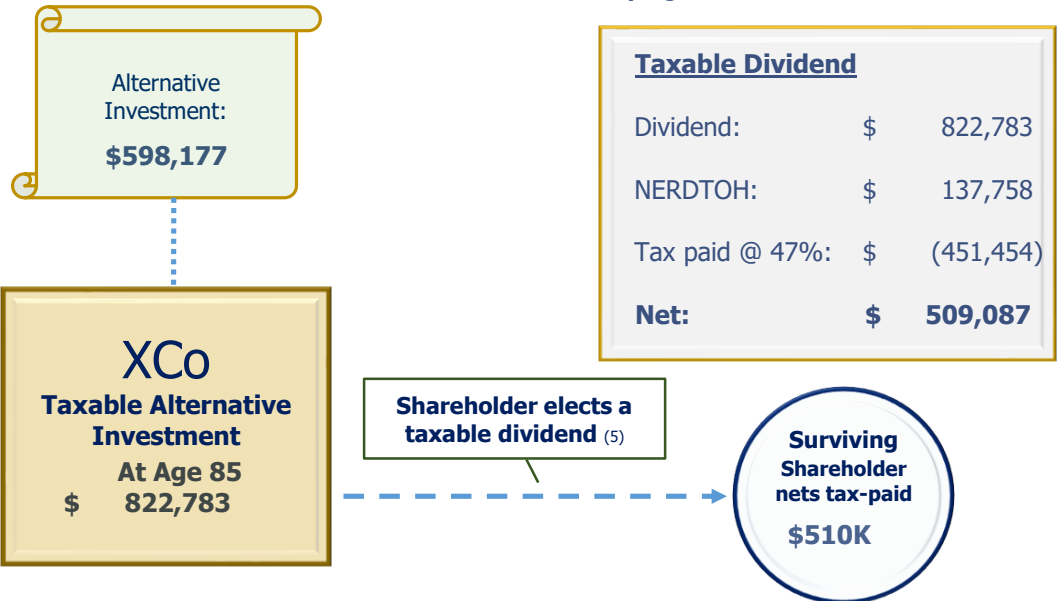 Alternative
Investment:
$598,177
Taxable Dividend
Dividend: $ 822,783
NERDTOH: $ 137,758
Tax paid @ 47%: $ (451,454)
Net: $ 509,087
XCo
Taxable Alternative
Investment
At Age 85
$ 822,783
Shareholder elects a
taxable dividend (5)
Surviving
Shareholder
nets tax-paid
$510K